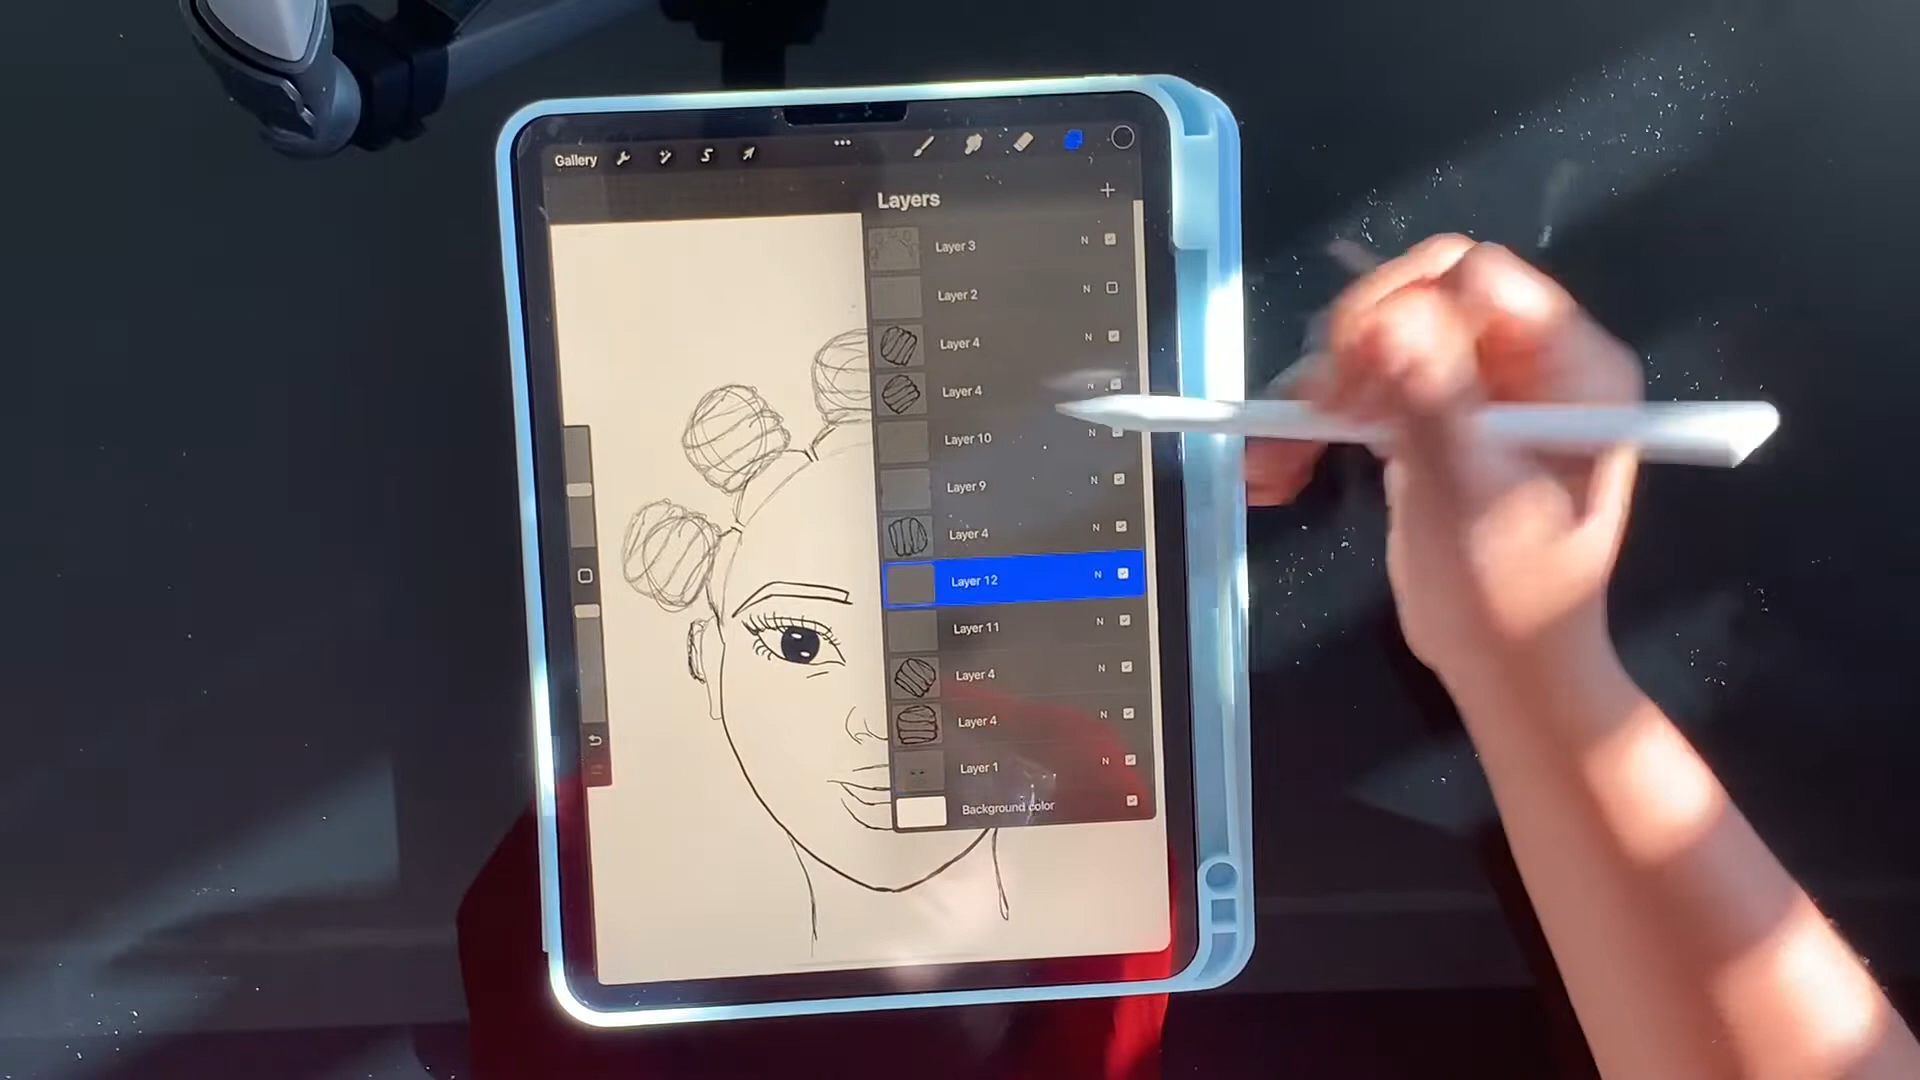 Gallery
Layers
Layer 3 N
Layer 2 N
Layer 4 N
Layer 4 N
Layer 10 N
Layer 9 N
Layer 4 N
Layer 12 N
Layer 11 N
Layer 4 N
Layer 4 N
Layer 1 N
Background color